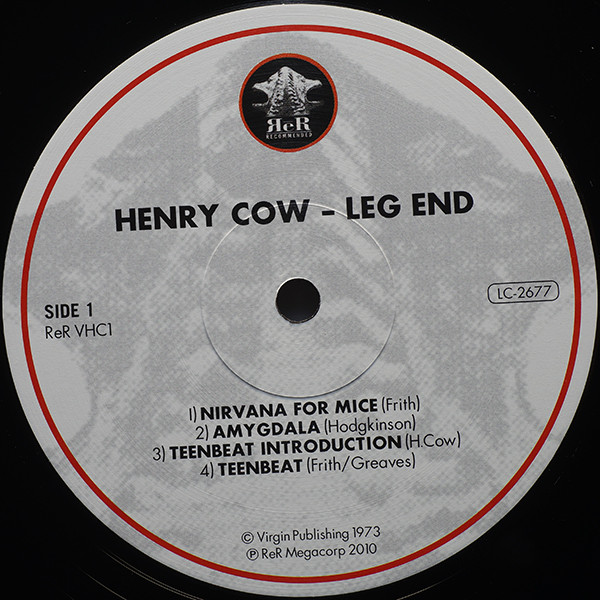 ЯeR
RECOMMENDED
HENRY COW – LEG END
SIDE 1
ReR VHC1
LC-2677
1) NIRVANA FOR MICE (Frith)
2) AMYGDALA (Hodgkinson)
3) TEENBEAT INTRODUCTION (H.Cow)
4) TEENBEAT (Frith/Greaves)
© Virgin Publishing 1973
℗ ReR Megacorp 2010